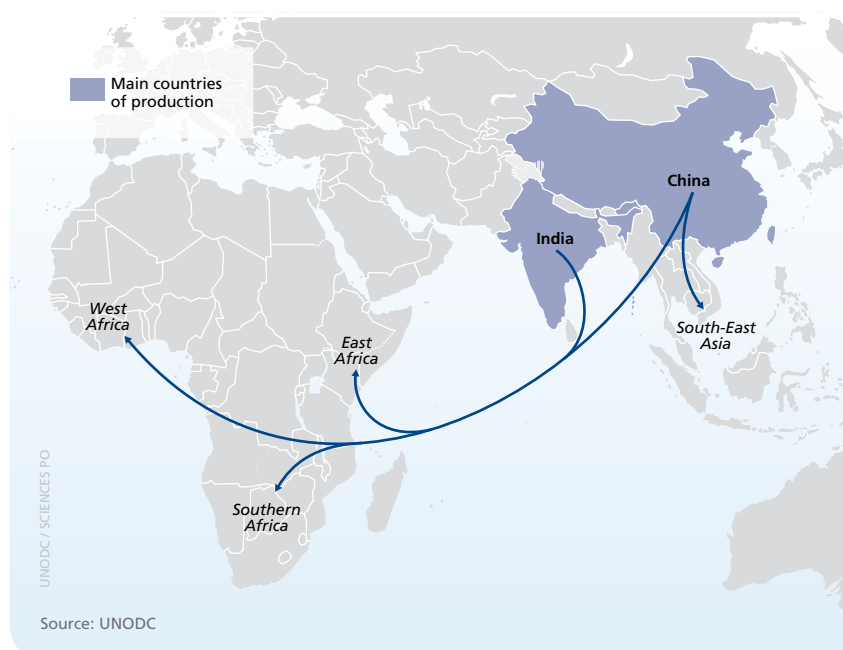 Main countries
of production
China
India
West
Africa
East
Africa
South-East
Asia
Southern
Africa
UNODC / SCIENCES PO
Source: UNODC